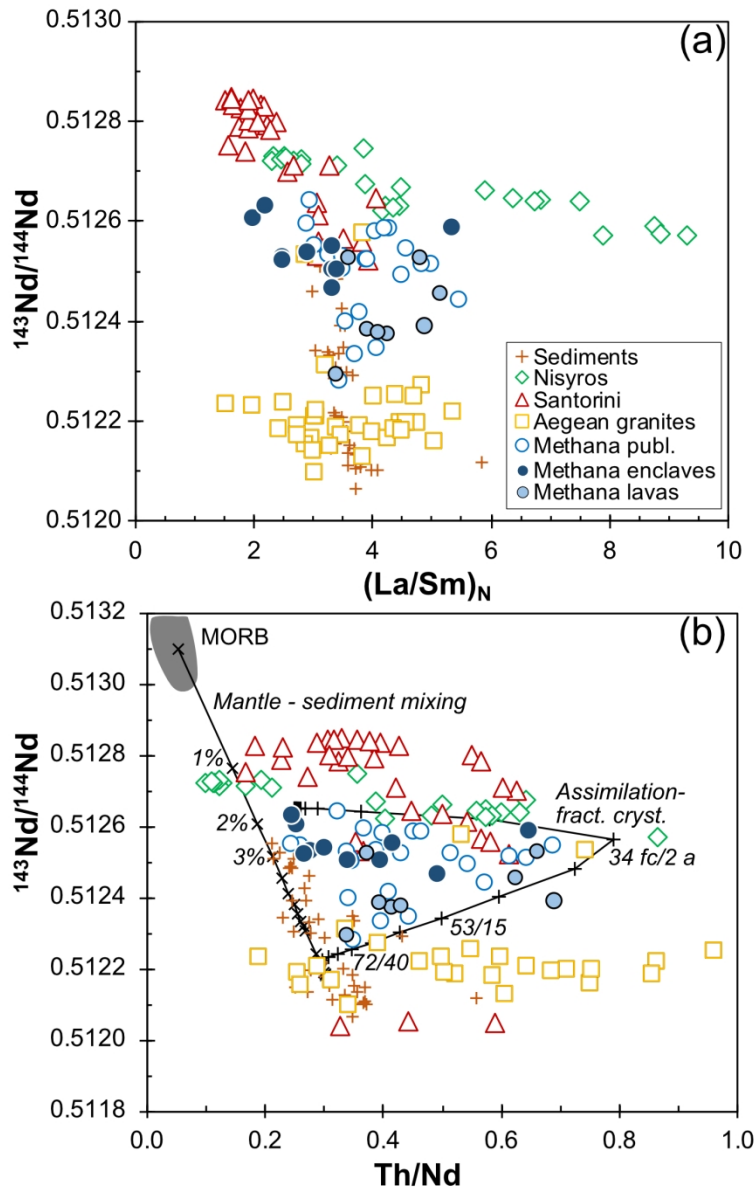 0.5130
(a)
0.5128
0.5126
0.5124
0.5122
0.5120
143Nd/144Nd
Sediments
Nisyros
Santorini
Aegean granites
Methana publ.
Methana enclaves
Methana lavas
0 2 4 6 8 10
(La/Sm)N
0.5132
(b)
MORB
0.5130
Mantle - sediment mixing
0.5128
1%
Assimilation-
fract. cryst.
0.5126
2%
3%
34 fc/2 a
0.5124
53/15
72/40
0.5122
0.5120
0.5118
143Nd/144Nd
0.0 0.2 0.4 0.6 0.8 1.0
Th/Nd